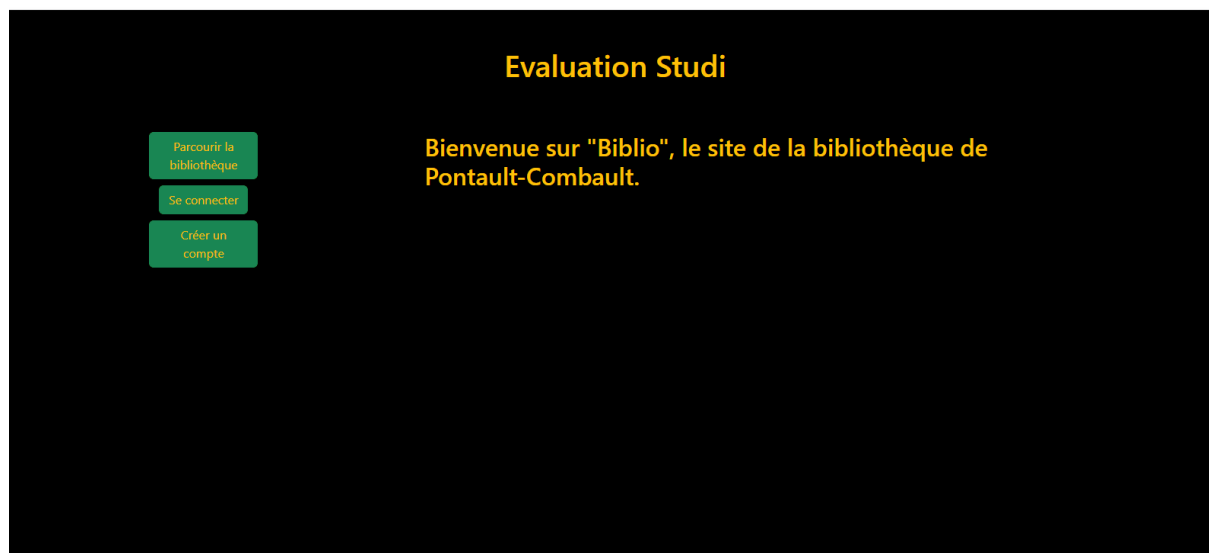 Evaluation Studi
Parcourir la
bibliothèque
Se connecter
Créer un
compte
Bienvenue sur "Biblio", le site de la bibliothèque de
Pontault-Combault.